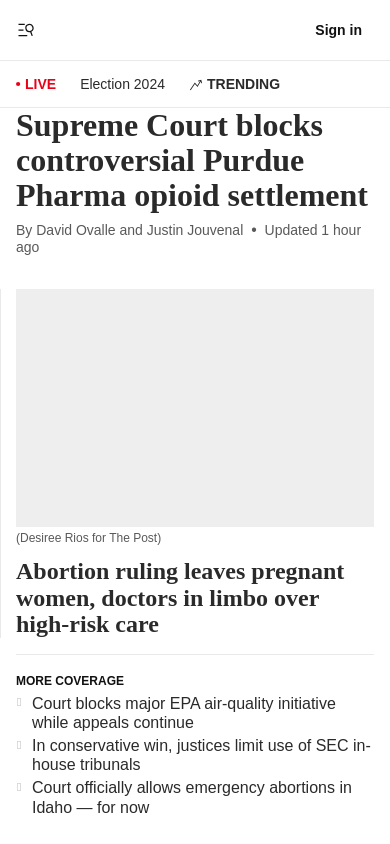 Sign in
• LIVE
Election 2024
TRENDING
Supreme Court blocks
controversial Purdue
Pharma opioid settlement
By David Ovalle and Justin Jouvenal • Updated 1 hour
ago
(Desiree Rios for The Post)
Abortion ruling leaves pregnant
women, doctors in limbo over
high-risk care
MORE COVERAGE
Court blocks major EPA air-quality initiative
while appeals continue
In conservative win, justices limit use of SEC in-
house tribunals
Court officially allows emergency abortions in
Idaho — for now